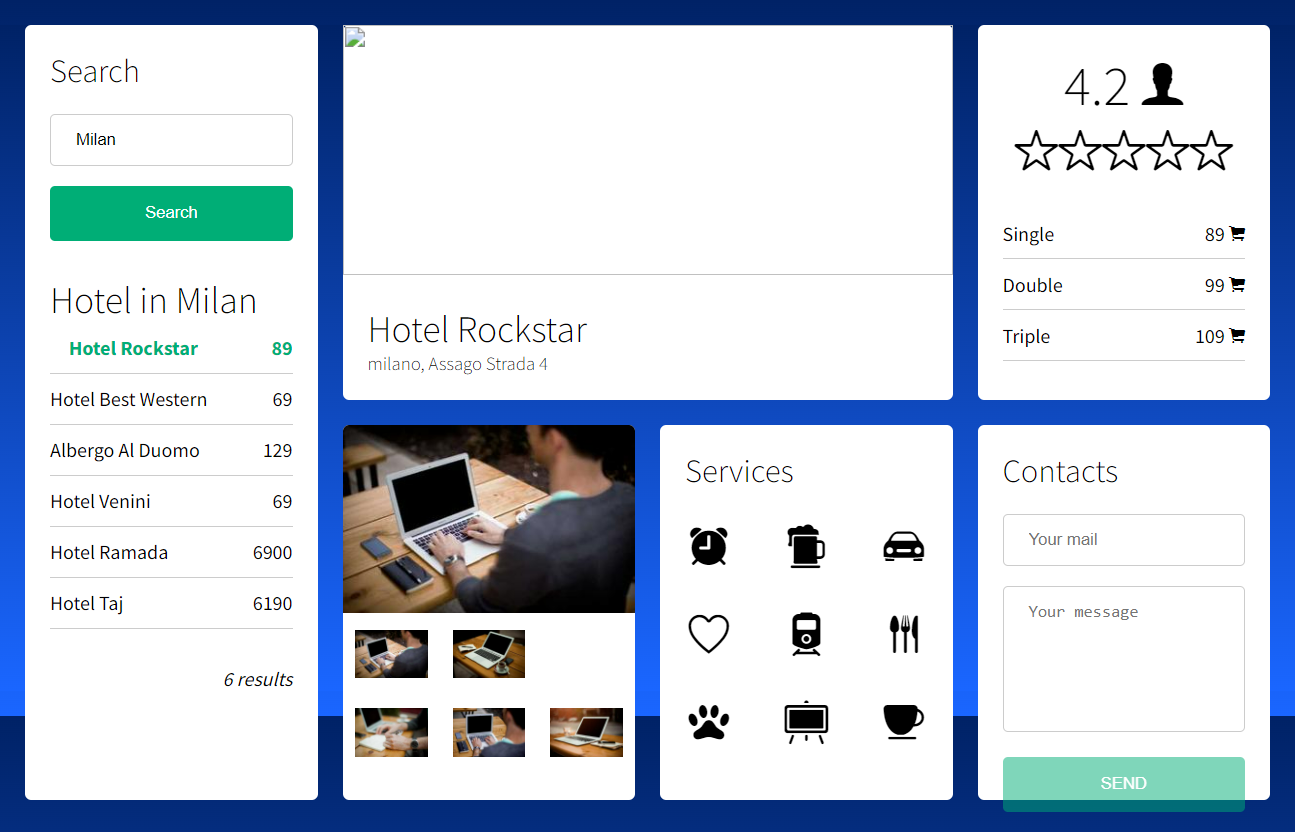 Search
Milan
Search
Hotel in Milan
Hotel Rockstar 89
Hotel Best Western 69
Albergo Al Duomo 129
Hotel Venini 69
Hotel Ramada 6900
Hotel Taj 6190
6 results
Hotel Rockstar
milano, Assago Strada 4
4.2
Single 89
Double 99
Triple 109
Services
Contacts
Your mail
Your message
SEND